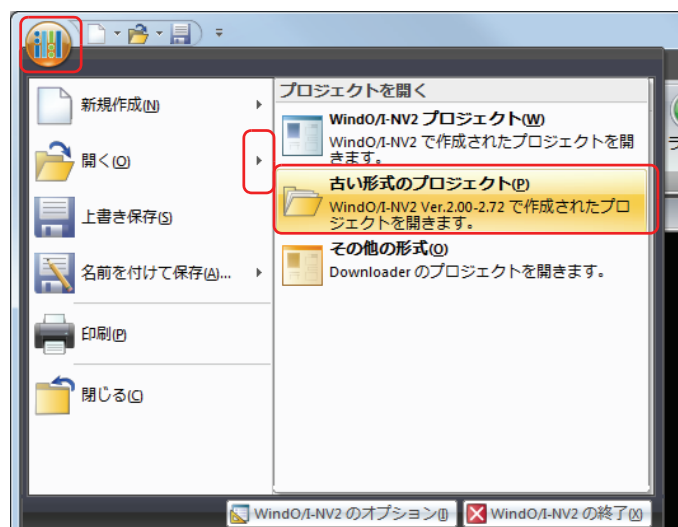 新規作成(N)
開く(O)
上書き保存(S)
名前を付けて保存(A)...
印刷(P)
閉じる(C)
プロジェクトを開く
WindO/I-NV2 プロジェクト(W)
WindO/I-NV2 で作成されたプロジェクトを開
きます。
古い形式のプロジェクト(P)
WindO/I-NV2 Ver.2.00-2.72 で作成されたプロ
ジェクトを開きます。
その他の形式(O)
Downloader のプロジェクトを開きます。
ラ
WindO/I-NV2 のオプション(I)
WindO/I-NV2 の終了(X)